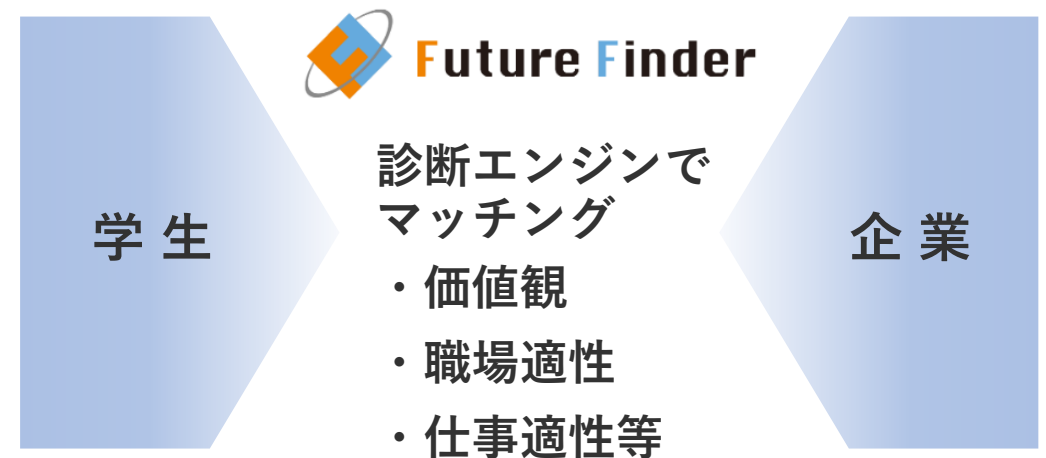 Future Finder
診断エンジンで
マッチング
学生
企業
・価値観
・職場適性
・仕事適性等